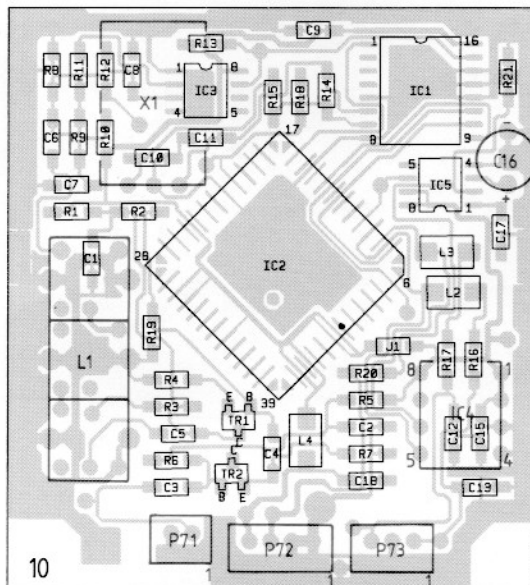 C9
R13
1 16
R8 R11 R12 C8
1 8
IC3
X1
4 5
R15 R18 R14
IC1
R21
C6 R9 R10
C11
8 9
17
C10
5 4
C16
-
+
IC5
8 1
C7
R1 R2
C17
28
C1
IC2
L3
6
L2
R19
L1
J1
R17 R16
8 1
R4
R20
R3
39
E B
TR1
C
R5
IC4
C12 C15
C5
C2
L4
C4
R6
C
TR2
B E
R7
5 4
C3
C18
C19
P71
1
P72
1
P73
1
10